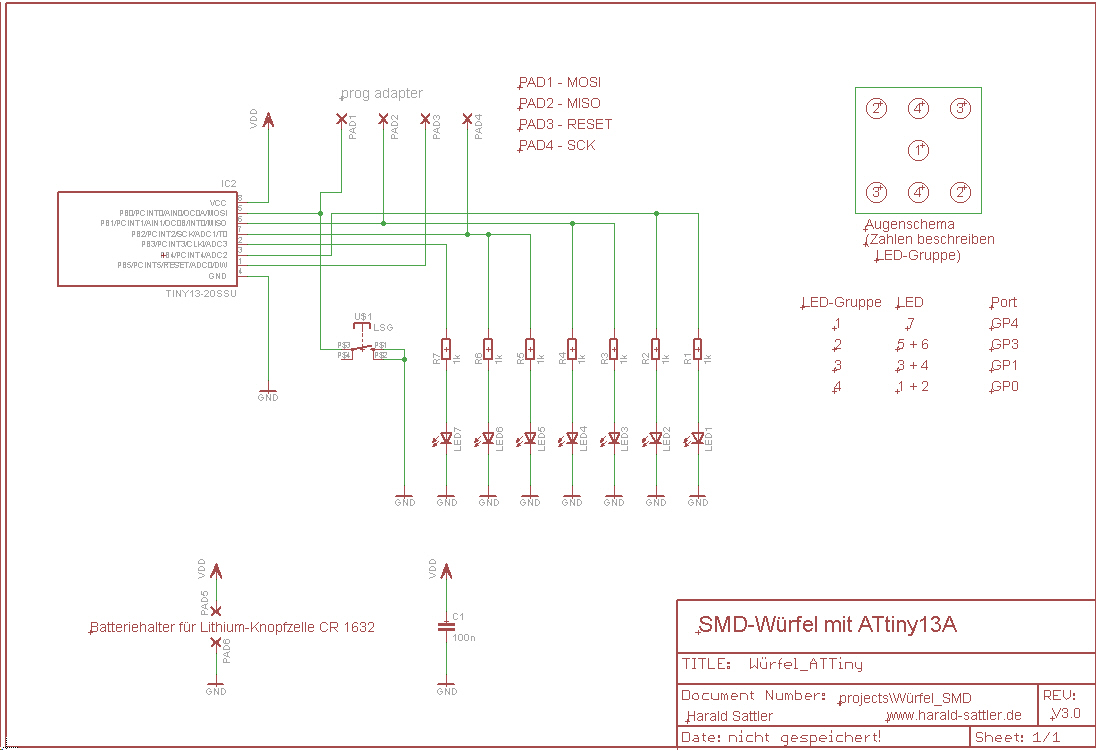 prog adapter
PAD1 - MOSI
PAD2 - MISO
PAD3 - RESET
PAD4 - SCK
VDD
PAD1
PAD2
PAD3
PAD4
2 4 3
1
3 4 2
Augenschema
(Zahlen beschreiben
LED-Gruppe)
IC2
VCC 8
PB0/PCINT0/AIN0/OC0A/MOSI 5
PB1/PCINT1/AIN1/OC0B/INT0/MISO 6
PB2/PCINT2/SCK/ADC1/T0 7
PB3/PCINT3/CLKI/ADC3 2
PB4/PCINT4/ADC2 3
PB5/PCINT5/RESET/ADC0/DW 1
GND 4
TINY13-20SSU
LED-Gruppe LED Port
1 7 GP4
2 5 + 6 GP3
3 3 + 4 GP1
4 1 + 2 GP0
U$1
LSG
P$3 P$1
P$4 P$2
GND
R7 1k
R6 1k
R5 1k
R4 1k
R3 1k
R2 1k
R1 1k
LED7
LED6
LED5
LED4
LED3
LED2
LED1
GND GND GND GND GND GND GND GND
VDD
PAD5
Batteriehalter für Lithium-Knopfzelle CR 1632
PAD6
GND
VDD
C1
100n
GND
SMD-Würfel mit ATtiny13A
TITLE: Würfel_ATTiny
Document Number: projects\Würfel_SMD
Harald Sattler www.harald-sattler.de
REV:
V3.0
Date: nicht gespeichert!
Sheet: 1/1